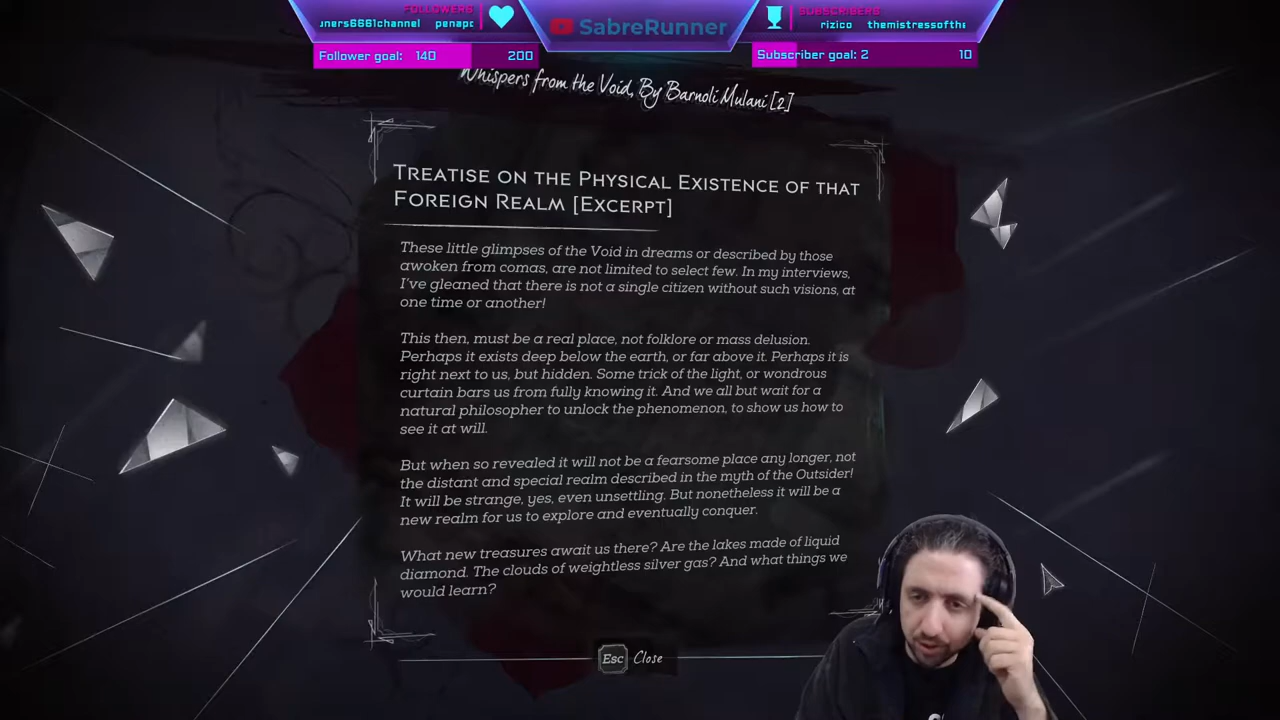 FOLLOWERS
SUBSCRIBERS
ners6661channel penapc
SabreRunner
rizico themistressofthe
Follower goal: 140 200
Subscriber goal: 2 10
Whispers from the Void, By Barnoli Mulani [2]
TREATISE ON THE PHYSICAL EXISTENCE OF THAT
FOREIGN REALM [EXCERPT]
These little glimpses of the Void in dreams or described by those
awoken from comas, are not limited to select few. In my interviews,
I've gleaned that there is not a single citizen without such visions, at
one time or another!
This then, must be a real place, not folklore or mass delusion.
Perhaps it exists deep below the earth, or far above it. Perhaps it is
right next to us, but hidden. Some trick of the light, or wondrous
curtain bars us from fully knowing it. And we all but wait for a
natural philosopher to unlock the phenomenon, to show us how to
see it at will.
But when so revealed it will not be a fearsome place any longer, not
the distant and special realm described in the myth of the Outsider!
It will be strange, yes, even unsettling. But nonetheless it will be a
new realm for us to explore and eventually conquer.
What new treasures await us there? Are the lakes made of liquid
diamond. The clouds of weightless silver gas? And what things we
would learn?
Esc Close